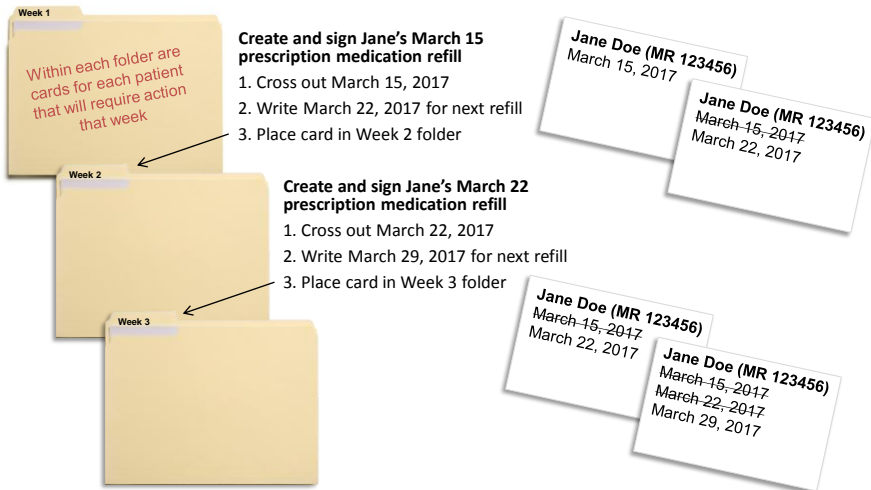 Week 1
Within each folder are
cards for each patient
that will require action
that week
Create and sign Jane's March 15
prescription medication refill
1. Cross out March 15, 2017
2. Write March 22, 2017 for next refill
3. Place card in Week 2 folder
Jane Doe (MR 123456)
March 15, 2017
Jane Doe (MR 123456)
March 15, 2017
March 22, 2017
Week 2
Create and sign Jane's March 22
prescription medication refill
1. Cross out March 22, 2017
2. Write March 29, 2017 for next refill
3. Place card in Week 3 folder
Week 3
Jane Doe (MR 123456)
March 15, 2017
March 22, 2017
Jane Doe (MR 123456)
March 15, 2017
March 22, 2017
March 29, 2017